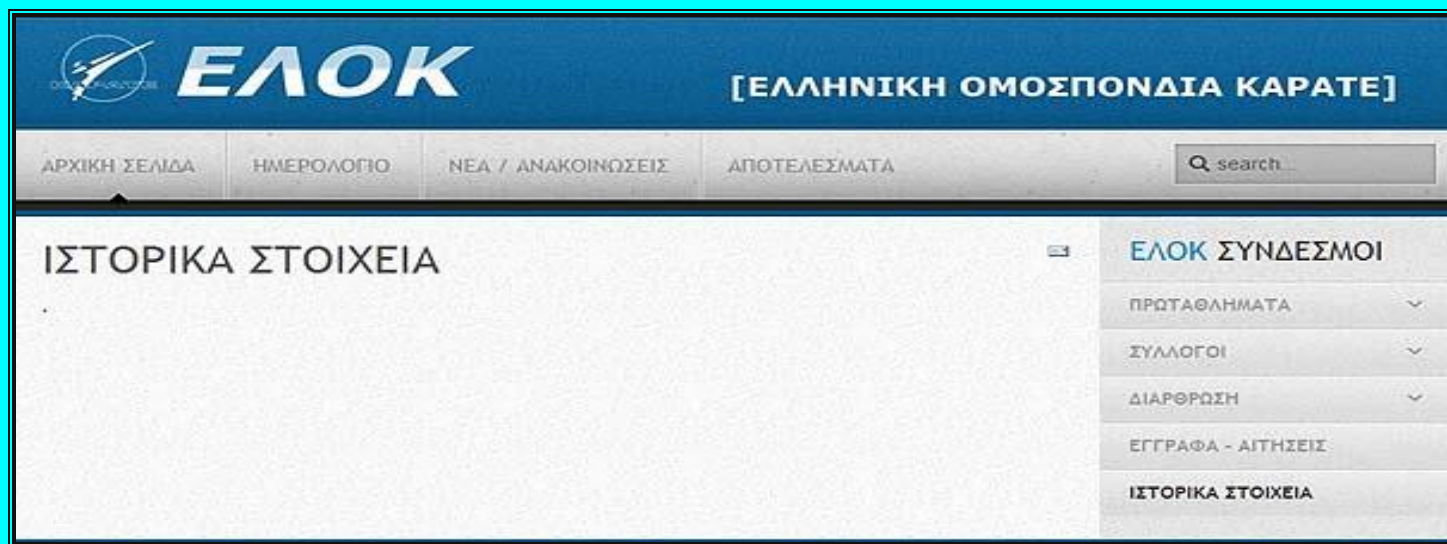 ΕΛΟΚ
[ΕΛΛΗΝΙΚΗ ΟΜΟΣΠΟΝΔΙΑ ΚΑΡΑΤΕ]
ΑΡΧΙΚΗ ΣΕΛΙΔΑ
ΗΜΕΡΟΛΟΓΙΟ
ΝΕΑ / ΑΝΑΚΟΙΝΩΣΕΙΣ
ΑΠΟΤΕΛΕΣΜΑΤΑ
search...
ΙΣΤΟΡΙΚΑ ΣΤΟΙΧΕΙΑ
.
ΕΛΟΚ ΣΥΝΔΕΣΜΟΙ
ΠΡΩΤΑΘΛΗΜΑΤΑ
ΣΥΛΛΟΓΟΙ
ΔΙΑΡΘΡΩΣΗ
ΕΓΓΡΑΦΑ - ΑΙΤΗΣΕΙΣ
ΙΣΤΟΡΙΚΑ ΣΤΟΙΧΕΙΑ